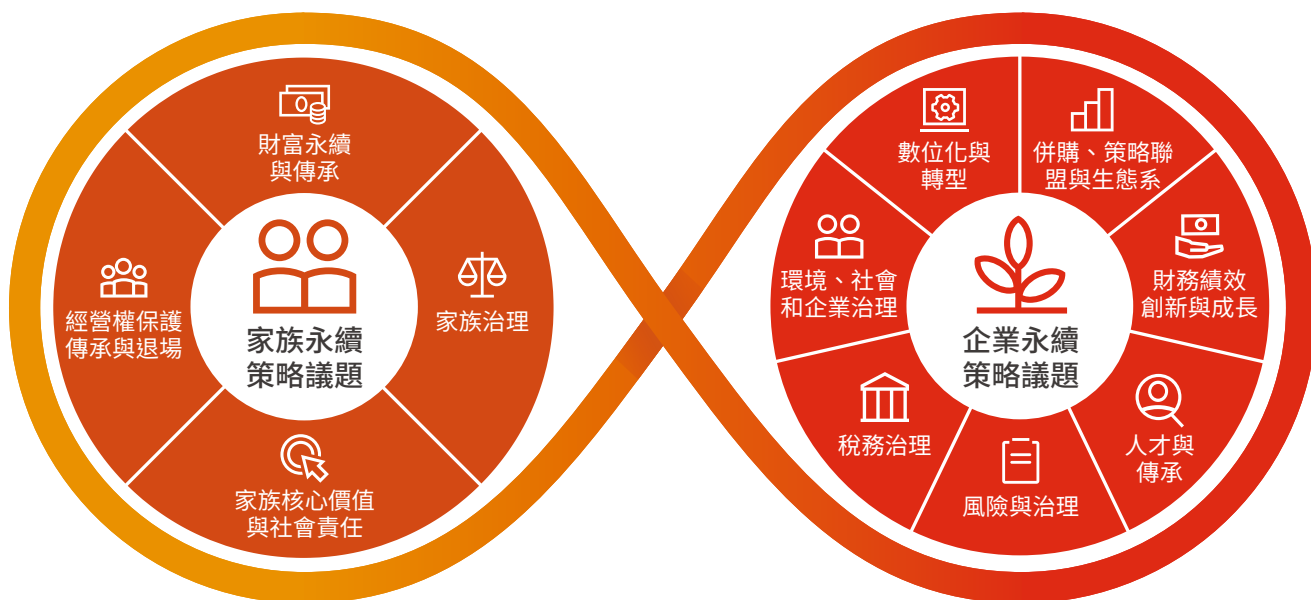 財富永續
與傳承
經營權保護
傳承與退場
家族永續
策略議題
家族治理
家族核心價值
與社會責任
數位化與
轉型
併購、策略聯
盟與生態系
環境、社會
和企業治理
企業永續
策略議題
財務績效
創新與成長
稅務治理
人才與
傳承
風險與治理